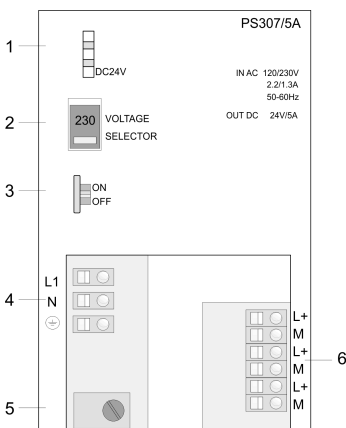 PS307/5A
1
DC24V
IN AC 120/230V
2.2/1.3A
50-60Hz
OUT DC 24V/5A
2
230
VOLTAGE
SELECTOR
3
ON
OFF
L1
4
N
L+
M
L+
M
6
L+
M
5